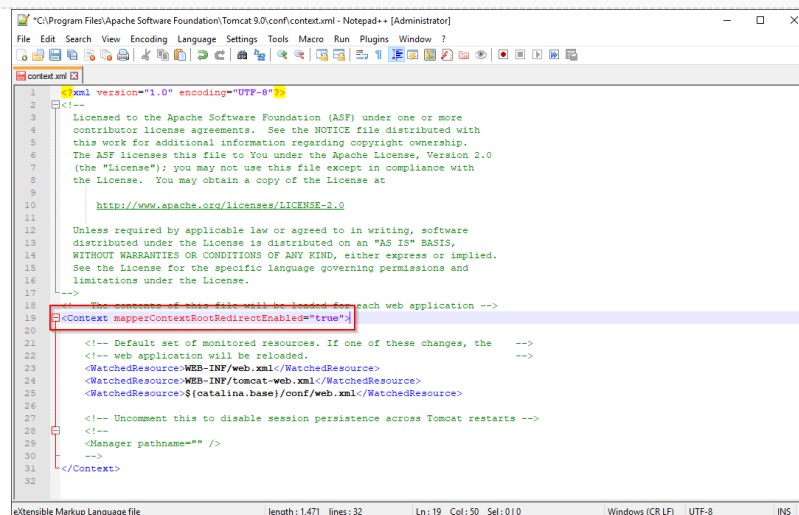 *C:\Program Files\Apache Software Foundation\Tomcat 9.0\conf\context.xml - Notepad++ [Administrator]
File Edit Search View Encoding Language Settings Tools Macro Run Plugins Window ?
context.xml
1 <?xml version="1.0" encoding="UTF-8"?>
2 <!--
3 Licensed to the Apache Software Foundation (ASF) under one or more
4 contributor license agreements. See the NOTICE file distributed with
5 this work for additional information regarding copyright ownership.
6 The ASF licenses this file to You under the Apache License, Version 2.0
7 (the "License"); you may not use this file except in compliance with
8 the License. You may obtain a copy of the License at
9
10 http://www.apache.org/licenses/LICENSE-2.0
11
12 Unless required by applicable law or agreed to in writing, software
13 distributed under the License is distributed on an "AS IS" BASIS,
14 WITHOUT WARRANTIES OR CONDITIONS OF ANY KIND, either express or implied.
15 See the License for the specific language governing permissions and
16 limitations under the License.
17 -->
18 <!-- The contents of this file will be loaded for each web application -->
19 <Context mapperContextRootRedirectEnabled="true">
20
21 <!-- Default set of monitored resources. If one of these changes, the -->
22 <!-- web application will be reloaded. -->
23 <WatchedResource>WEB-INF/web.xml</WatchedResource>
24 <WatchedResource>WEB-INF/tomcat-web.xml</WatchedResource>
25 <WatchedResource>${catalina.base}/conf/web.xml</WatchedResource>
26
27 <!-- Uncomment this to disable session persistence across Tomcat restarts -->
28 <!--
29 <Manager pathname="" />
30 -->
31 </Context>
32
eXtensible Markup Language file length : 1,471 lines : 32 Ln : 19 Col : 50 Sel : 0 | 0 Windows (CR LF) UTF-8 INS